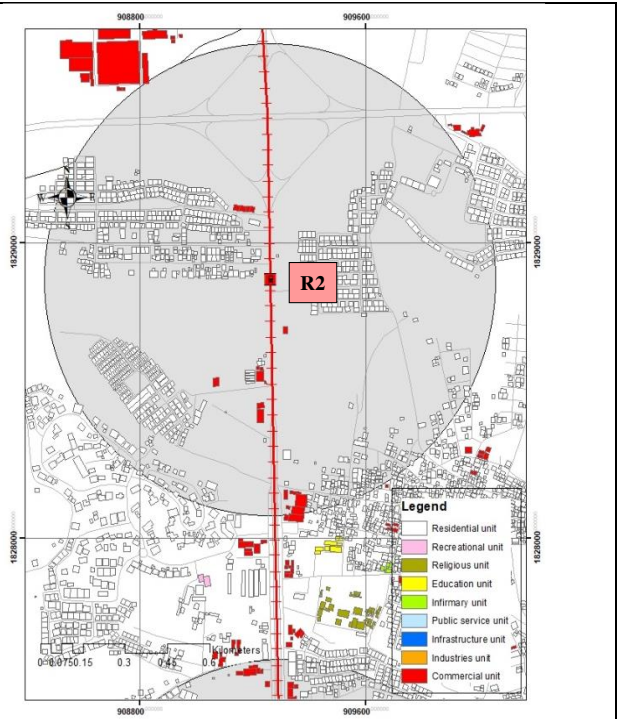 908800 909600
W E
1829000 1829000
R2
Legend
Residential unit
Recreational unit
Religious unit
Education unit
Infirmary unit
Public service unit
Infrastructure unit
Industries unit
Commercial unit
1828000 1828000
Kilometers
0 0.075 0.15 0.3 0.45 0.6
908800 909600